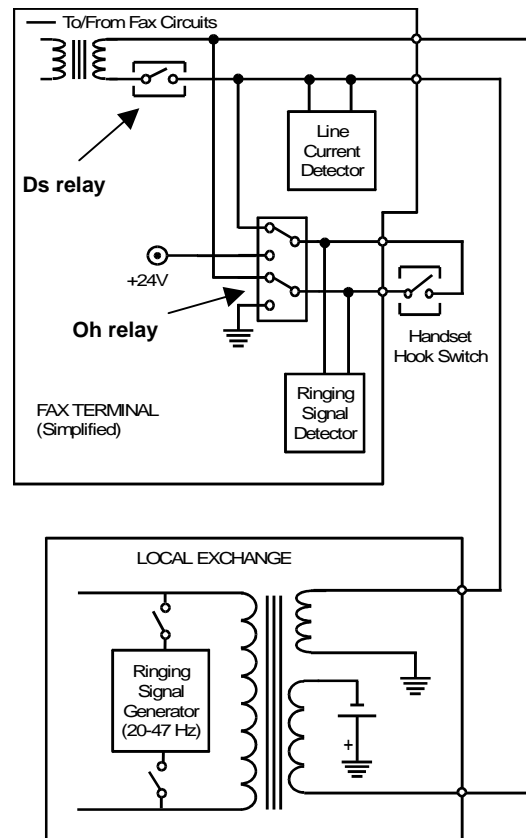 To/From Fax Circuits
Line
Current
Detector
Ds relay
+24V
Oh relay
Handset
Hook Switch
Ringing
Signal
Detector
FAX TERMINAL
(Simplified)
LOCAL EXCHANGE
Ringing
Signal
Generator
(20-47 Hz)
+